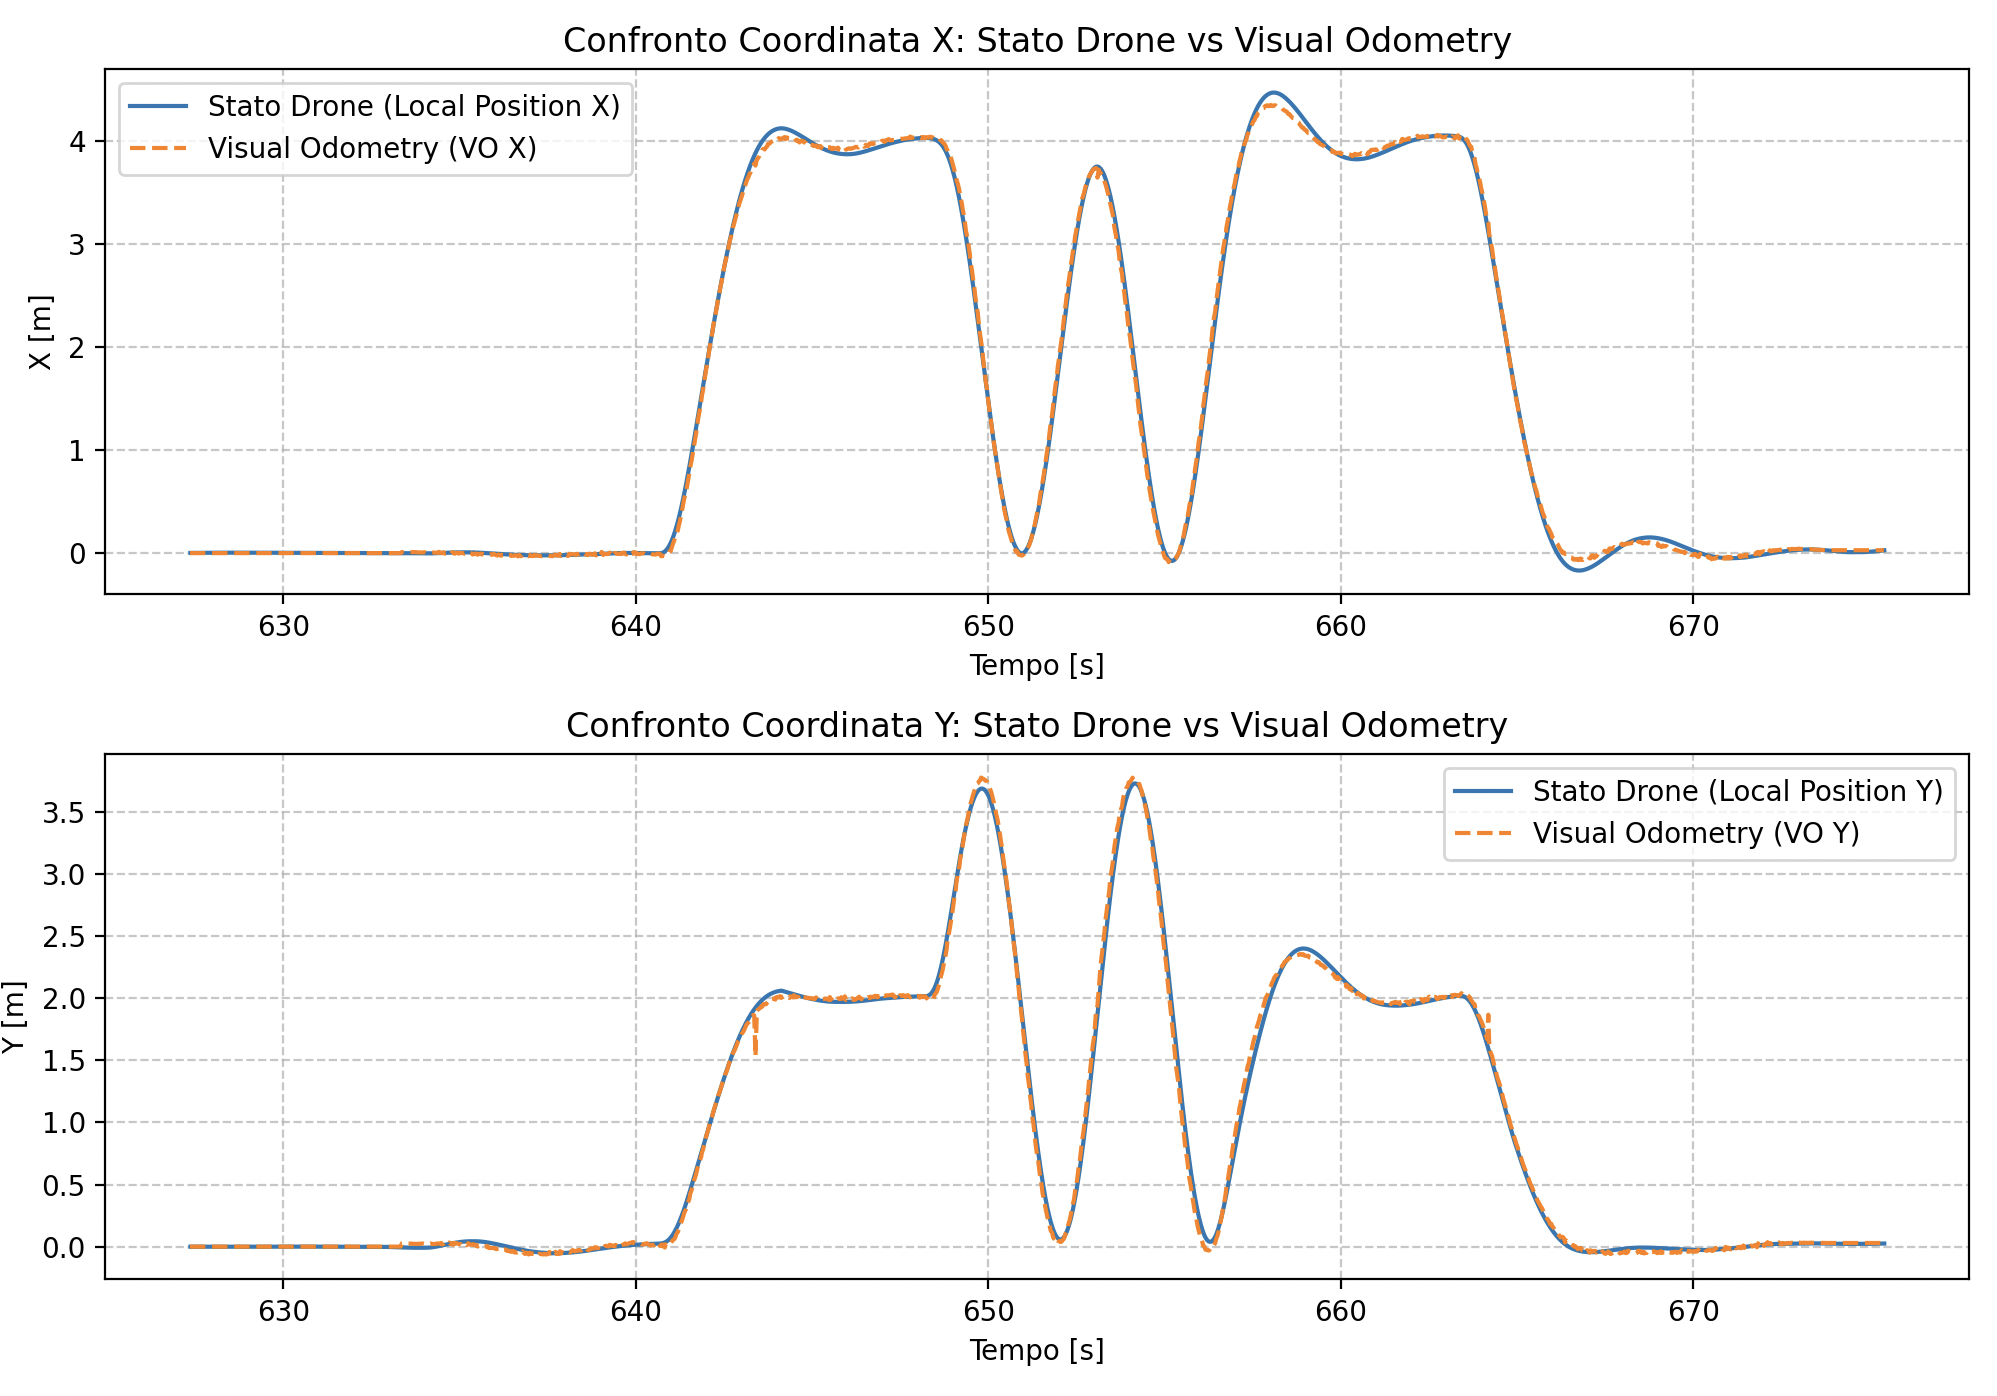 Confronto Coordinata X: Stato Drone vs Visual Odometry
Stato Drone (Local Position X)
Visual Odometry (VO X)
4
3
2
1
0
X [m]
630 640 650 660 670
Tempo [s]
Confronto Coordinata Y: Stato Drone vs Visual Odometry
Stato Drone (Local Position Y)
Visual Odometry (VO Y)
3.5
3.0
2.5
2.0
1.5
1.0
0.5
0.0
Y [m]
630 640 650 660 670
Tempo [s]